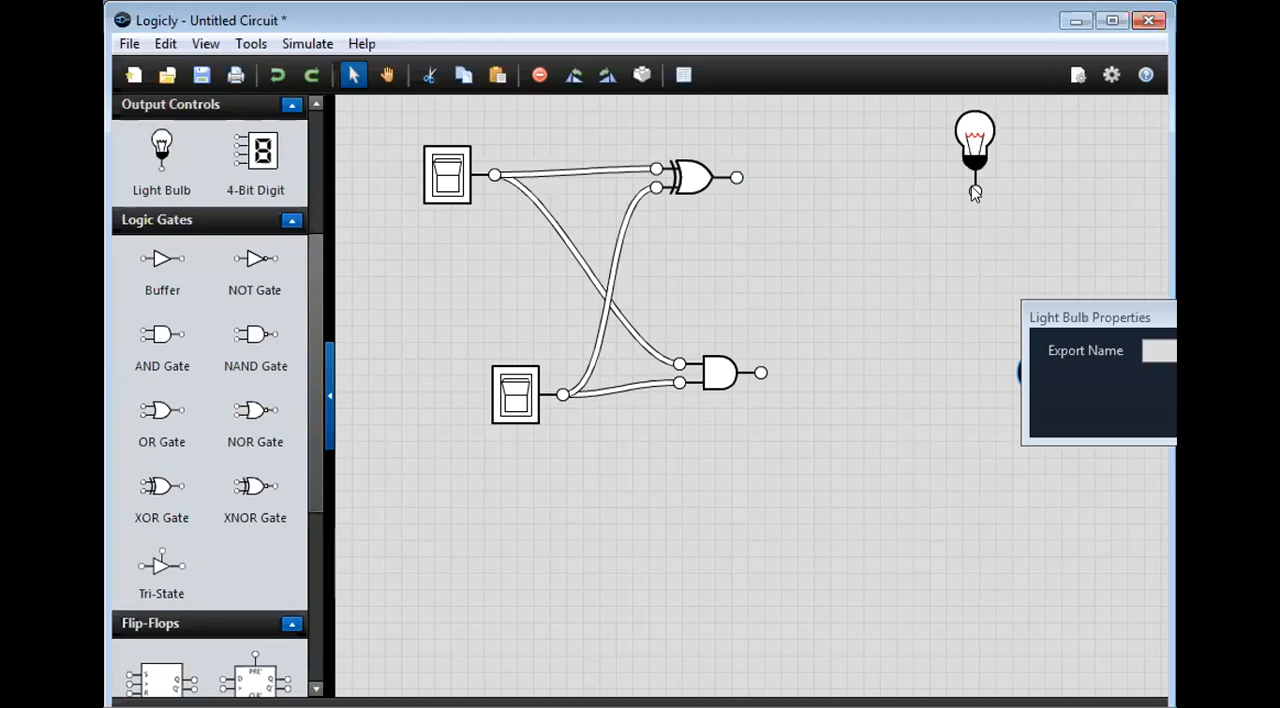 Logicly - Untitled Circuit *
File Edit View Tools Simulate Help
Output Controls
Light Bulb 4-Bit Digit
Logic Gates
Buffer NOT Gate
AND Gate NAND Gate
OR Gate NOR Gate
XOR Gate XNOR Gate
Tri-State
Flip-Flops
S Q
R Q'
PRE'
D Q
Q'
CLR'
Light Bulb Properties
Export Name